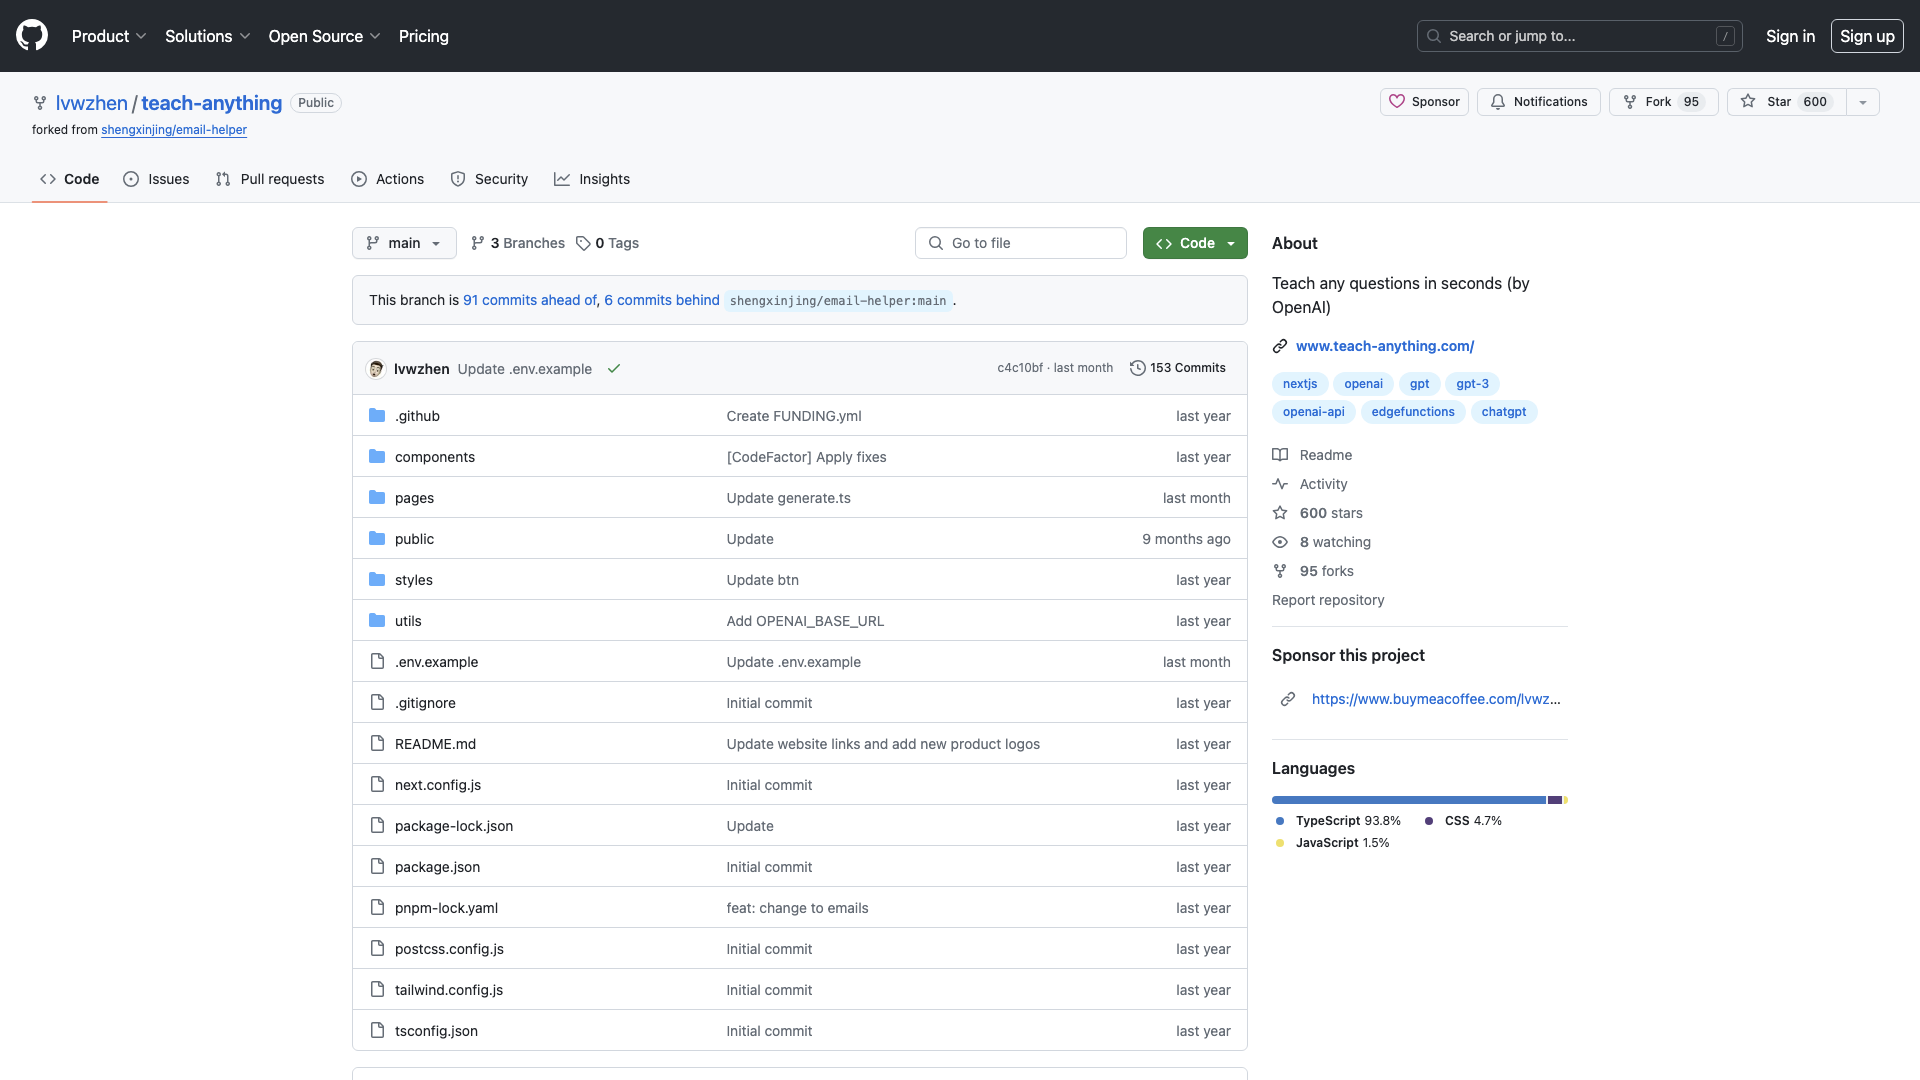 Product Solutions Open Source Pricing Search or jump to... / Sign in Sign up
lvwzhen / teach-anything Public Sponsor Notifications Fork 95 Star 600
forked from shengxinjing/email-helper
Code Issues Pull requests Actions Security Insights
main 3 Branches 0 Tags Go to file Code
This branch is 91 commits ahead of, 6 commits behind shengxinjing/email-helper:main .
lvwzhen Update .env.example c4c10bf · last month 153 Commits
.github Create FUNDING.yml last year
components [CodeFactor] Apply fixes last year
pages Update generate.ts last month
public Update 9 months ago
styles Update btn last year
utils Add OPENAI_BASE_URL last year
.env.example Update .env.example last month
.gitignore Initial commit last year
README.md Update website links and add new product logos last year
next.config.js Initial commit last year
package-lock.json Update last year
package.json Initial commit last year
pnpm-lock.yaml feat: change to emails last year
postcss.config.js Initial commit last year
tailwind.config.js Initial commit last year
tsconfig.json Initial commit last year
About
Teach any questions in seconds (by
OpenAI)
www.teach-anything.com/
nextjs openai gpt gpt-3
openai-api edgefunctions chatgpt
Readme
Activity
600 stars
8 watching
95 forks
Report repository
Sponsor this project
https://www.buymeacoffee.com/lvwz...
Languages
TypeScript 93.8% CSS 4.7%
JavaScript 1.5%